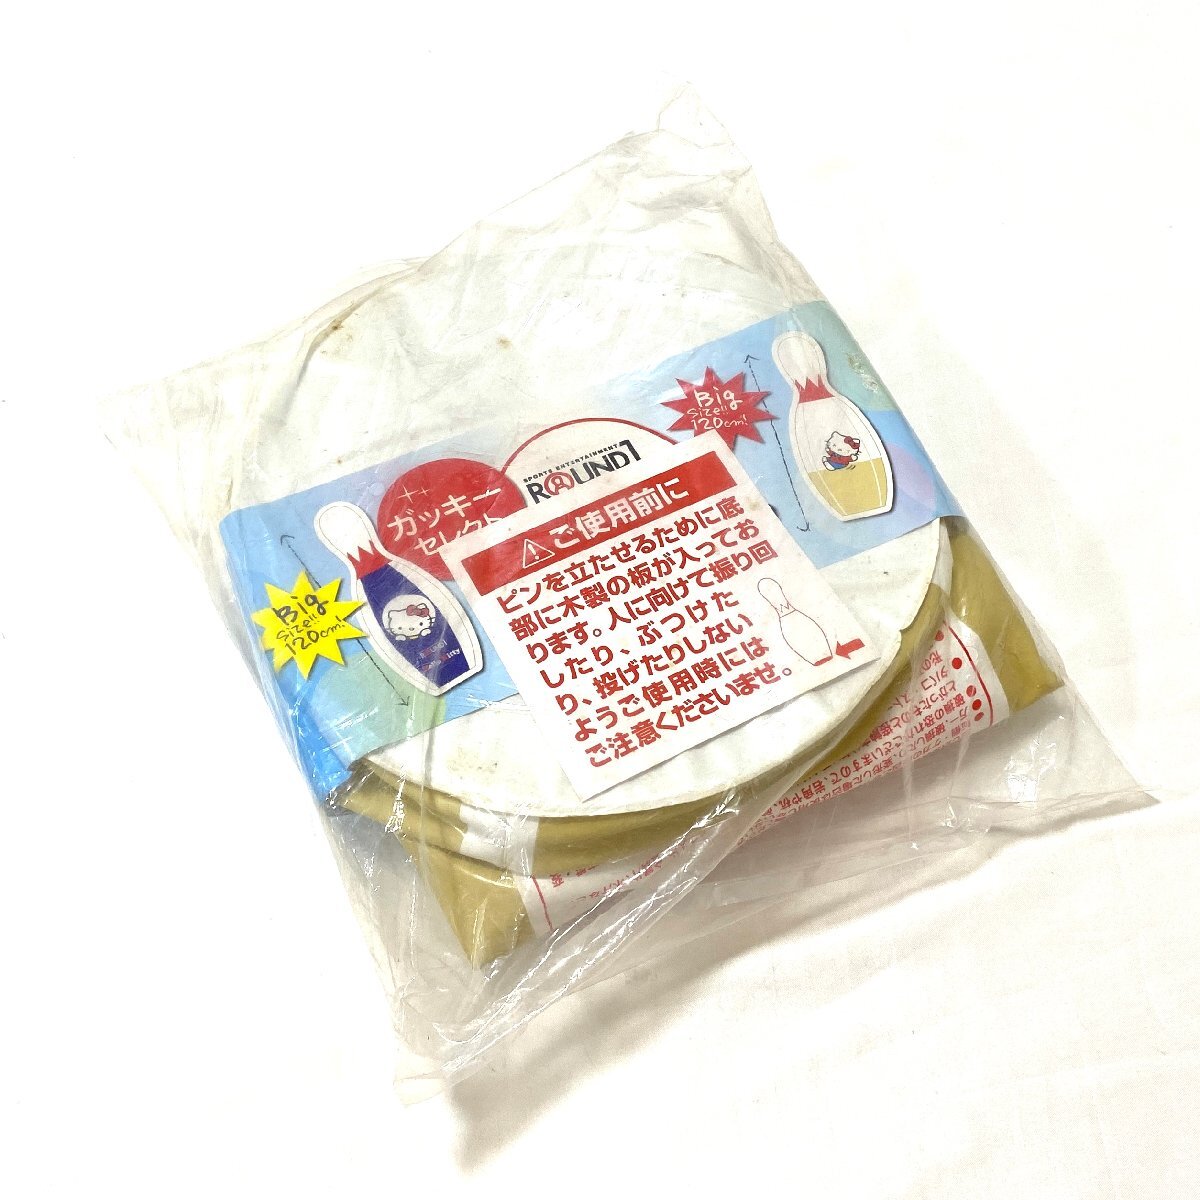 SPORTS ENTERTAINMENT
ROUND1
ガッキー
セレクト
Big
size!!
120cm!
Big
size!!
120cm!
ROUND1
Hello Kitty
⚠ご使用前に
ピンを立たせるために底
部に木製の板が入ってお
ります。人に向けて振り回
したり、ぶつけた
り、投げたりしない
ようご使用時には
ご注意くださいませ。